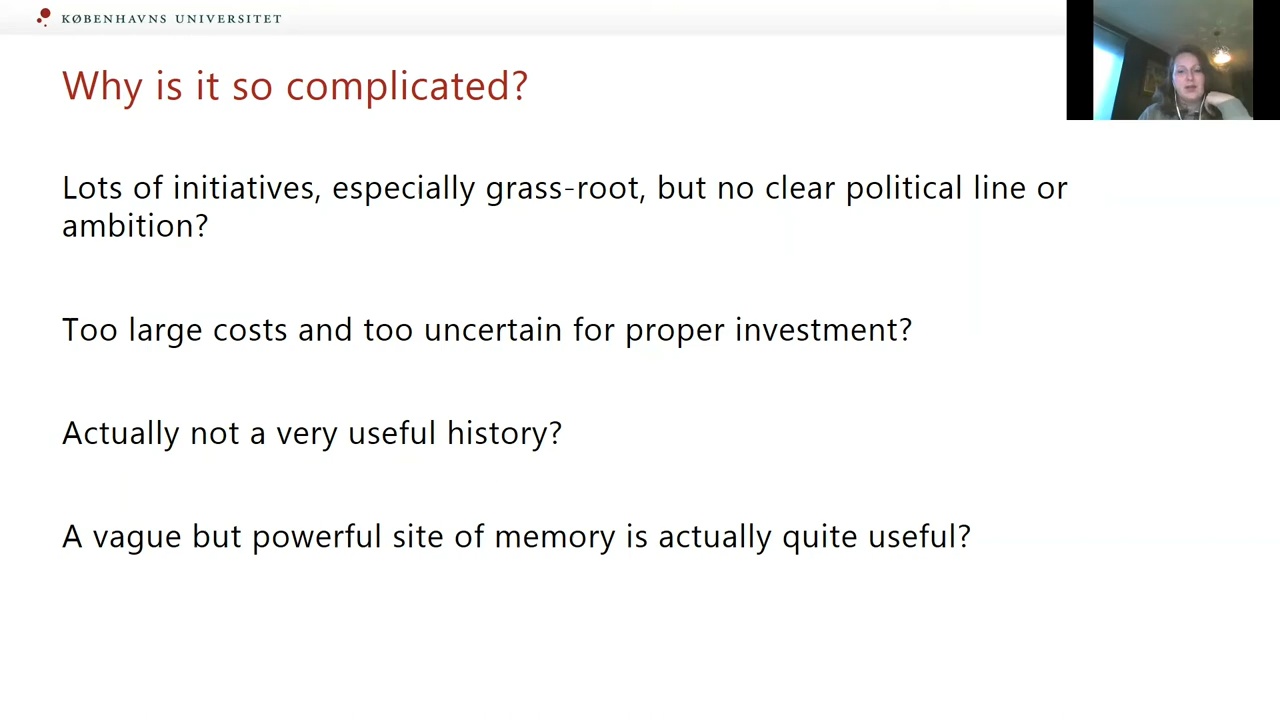 KØBENHAVNS UNIVERSITET
Why is it so complicated?
Lots of initiatives, especially grass-root, but no clear political line or
ambition?
Too large costs and too uncertain for proper investment?
Actually not a very useful history?
A vague but powerful site of memory is actually quite useful?